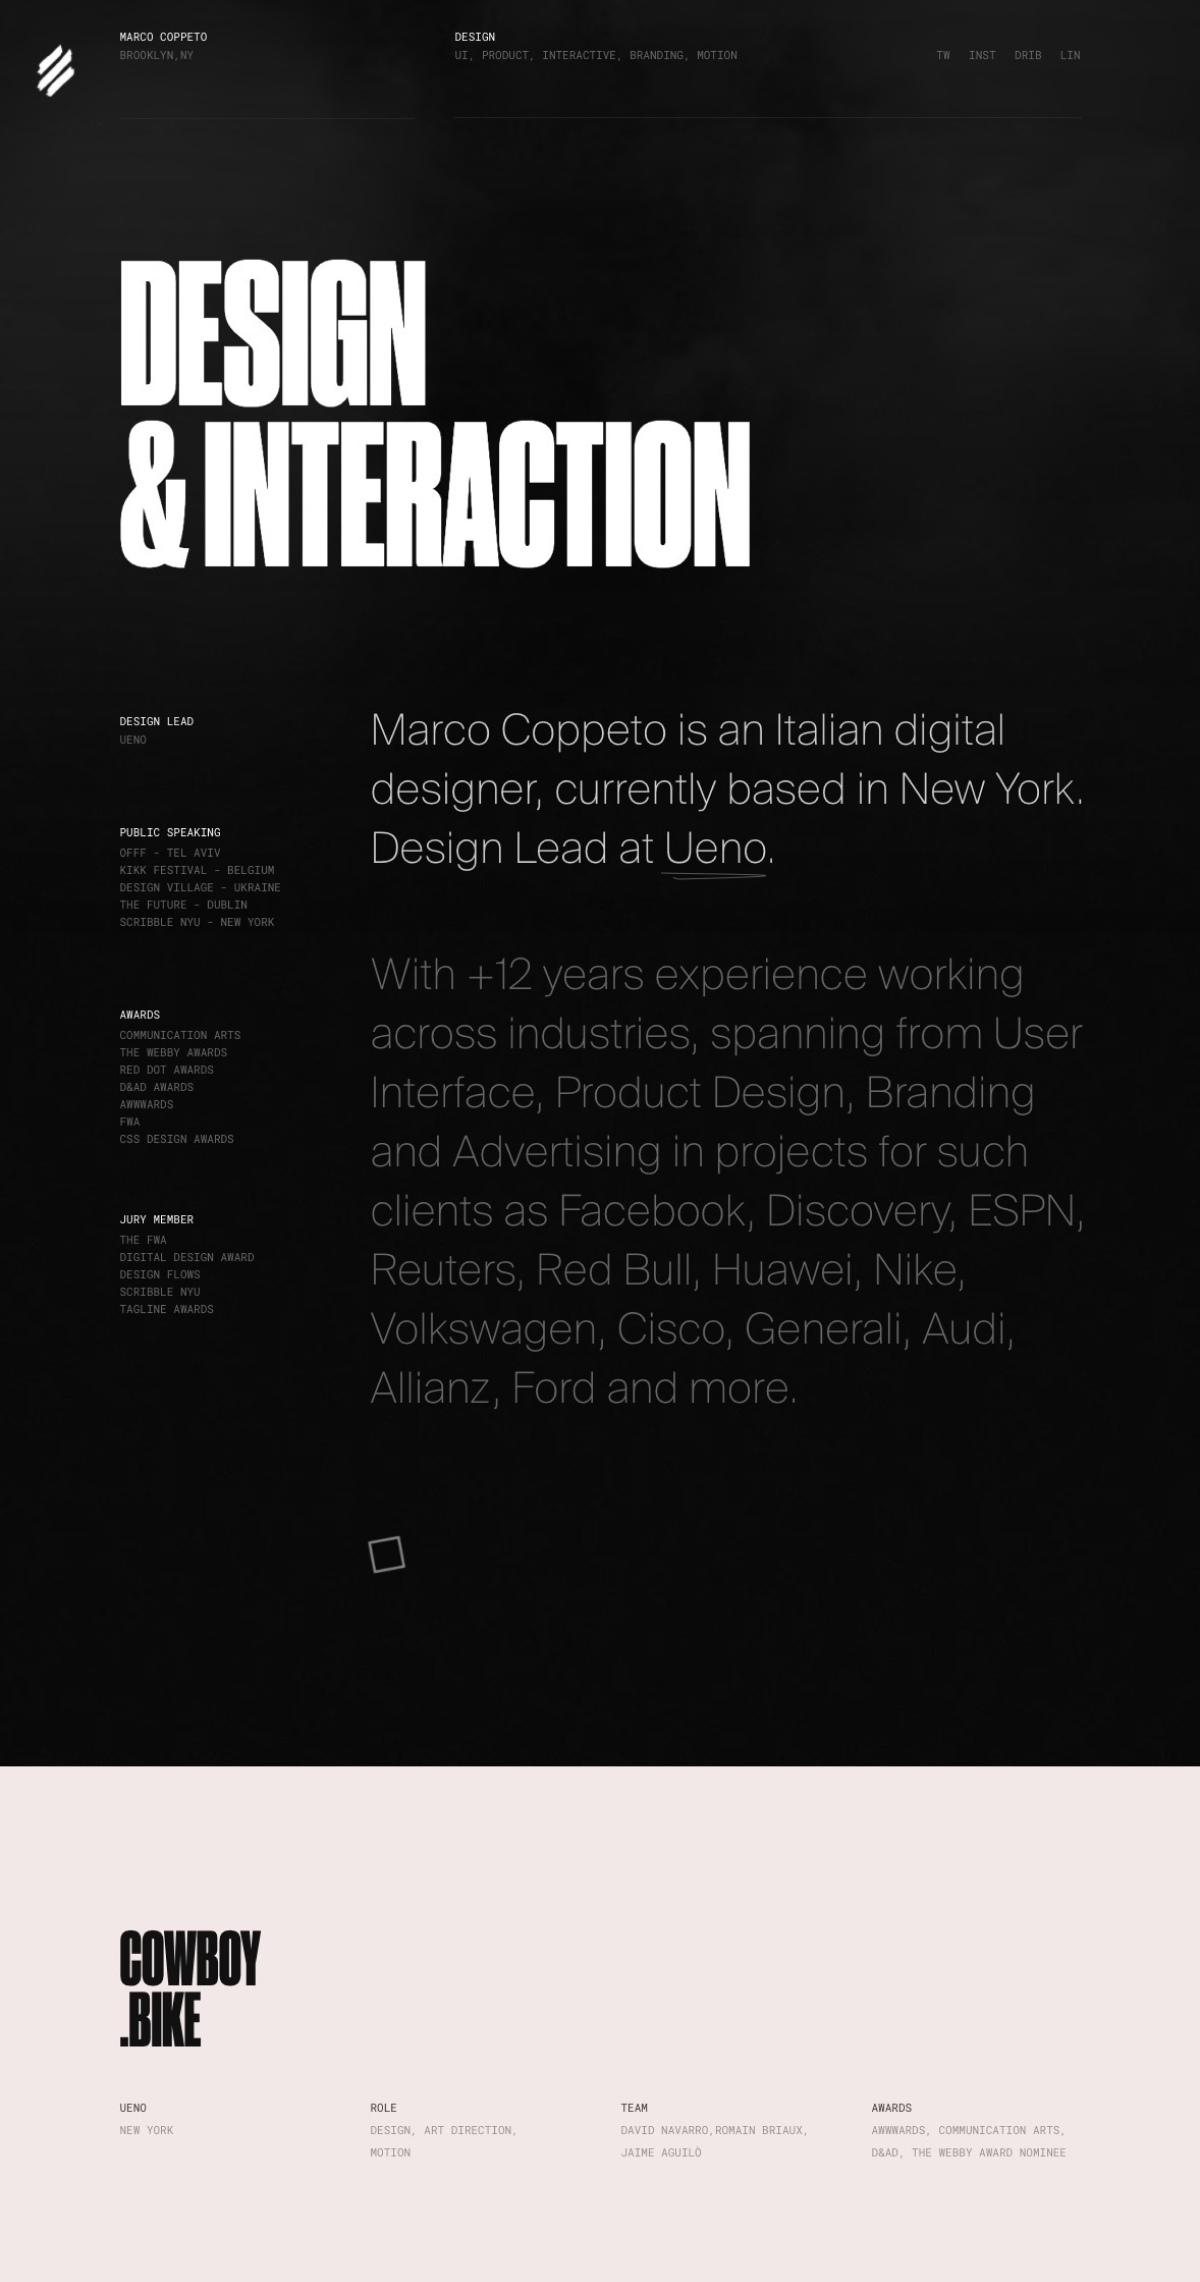 MARCO COPPETO
BROOKLYN,NY
DESIGN
UI, PRODUCT, INTERACTIVE, BRANDING, MOTION
TW INST DRIB LIN
DESIGN
& INTERACTION
DESIGN LEAD
UENO
PUBLIC SPEAKING
OFFF - TEL AVIV
KIKK FESTIVAL - BELGIUM
DESIGN VILLAGE - UKRAINE
THE FUTURE - DUBLIN
SCRIBBLE NYU - NEW YORK
AWARDS
COMMUNICATION ARTS
THE WEBBY AWARDS
RED DOT AWARDS
D&AD AWARDS
AWWWARDS
FWA
CSS DESIGN AWARDS
JURY MEMBER
THE FWA
DIGITAL DESIGN AWARD
DESIGN FLOWS
SCRIBBLE NYU
TAGLINE AWARDS
Marco Coppeto is an Italian digital
designer, currently based in New York.
Design Lead at Ueno.
With +12 years experience working
across industries, spanning from User
Interface, Product Design, Branding
and Advertising in projects for such
clients as Facebook, Discovery, ESPN,
Reuters, Red Bull, Huawei, Nike,
Volkswagen, Cisco, Generali, Audi,
Allianz, Ford and more.
COWBOY
.BIKE
UENO
NEW YORK
ROLE
DESIGN, ART DIRECTION,
MOTION
TEAM
DAVID NAVARRO,ROMAIN BRIAUX,
JAIME AGUILÒ
AWARDS
AWWWARDS, COMMUNICATION ARTS,
D&AD, THE WEBBY AWARD NOMINEE